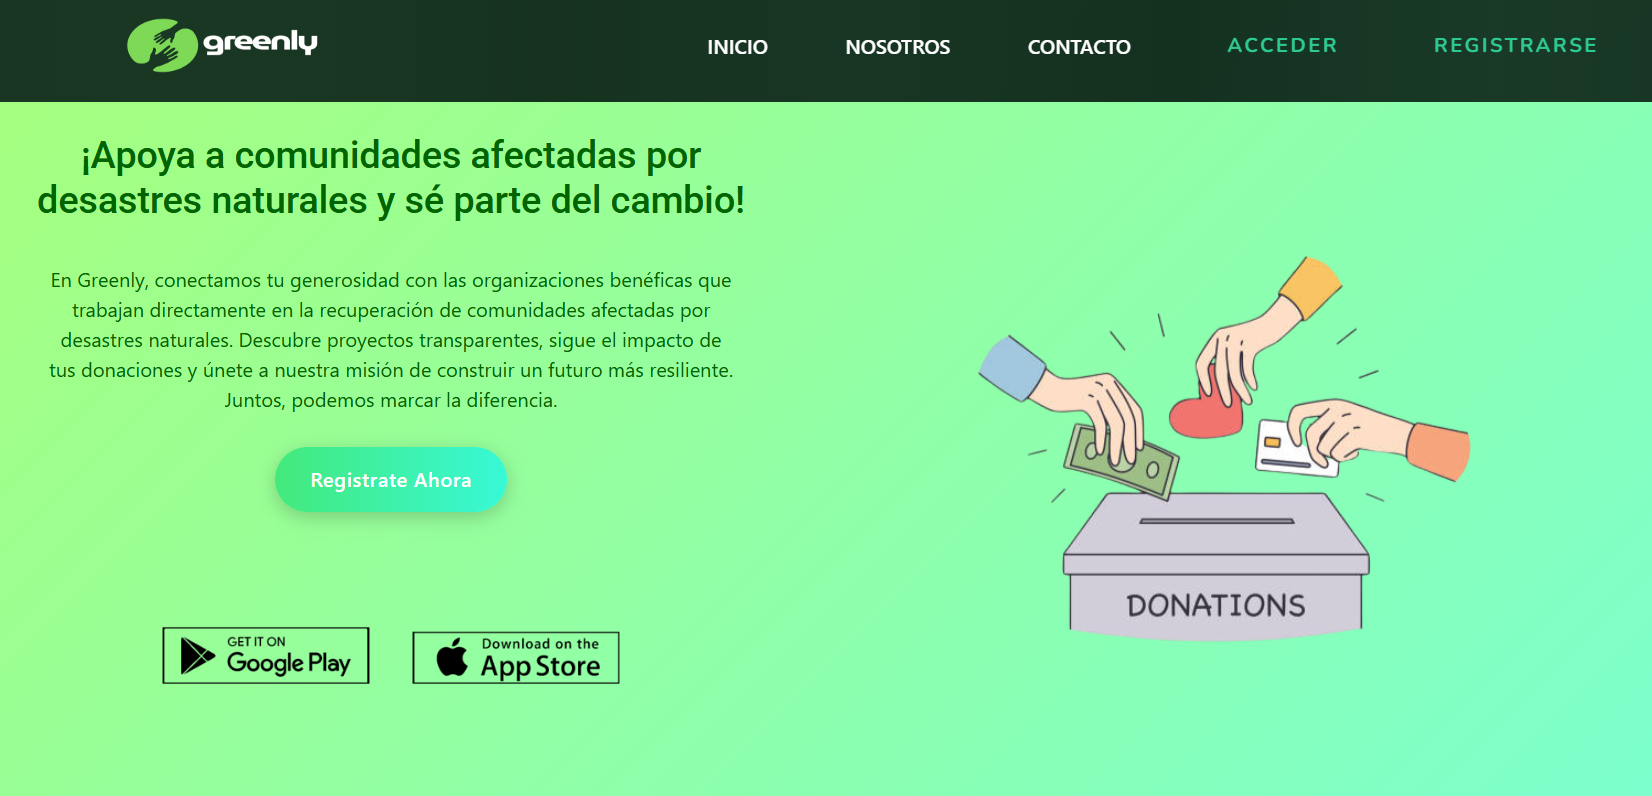 greenly
INICIO
NOSOTROS
CONTACTO
ACCEDER
REGISTRARSE
¡Apoya a comunidades afectadas por
desastres naturales y sé parte del cambio!
En Greenly, conectamos tu generosidad con las organizaciones benéficas que
trabajan directamente en la recuperación de comunidades afectadas por
desastres naturales. Descubre proyectos transparentes, sigue el impacto de
tus donaciones y únete a nuestra misión de construir un futuro más resiliente.
Juntos, podemos marcar la diferencia.
Registrate Ahora
GET IT ON
Google Play
Download on the
App Store
DONATIONS